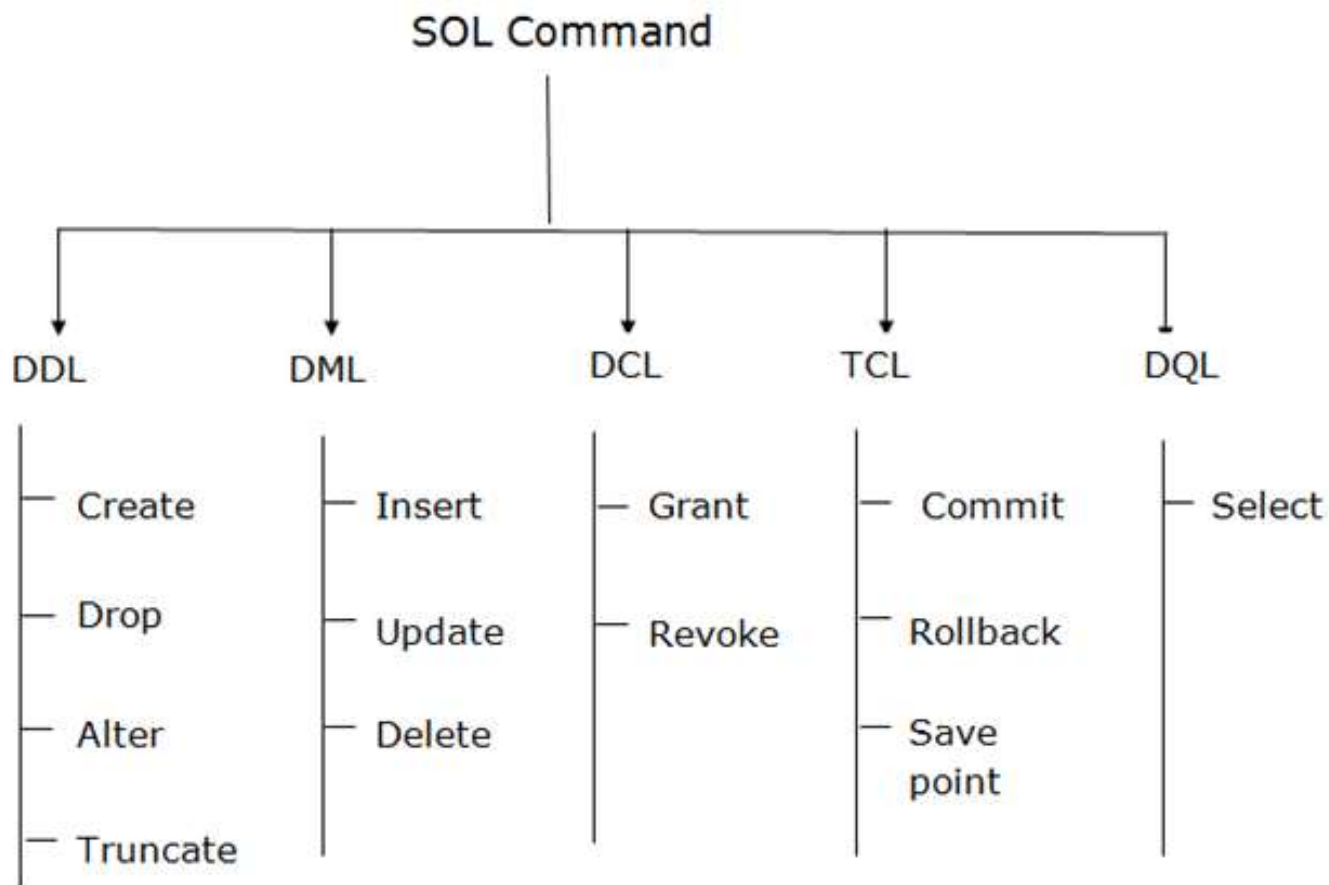 SOL Command
DDL
DML
DCL
TCL
DQL
Create
Drop
Alter
Truncate
Insert
Update
Delete
Grant
Revoke
Commit
Rollback
Save
point
Select